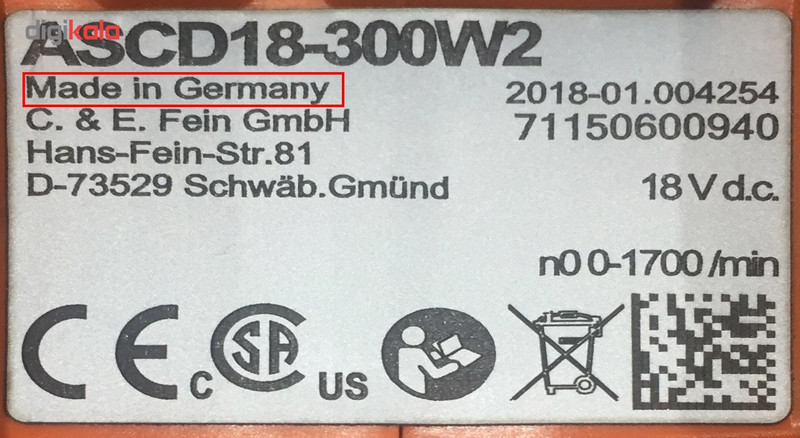 digikala
ASCD18-300W2
Made in Germany
2018-01.004254
C. & E. Fein GmbH
71150600940
Hans-Fein-Str.81
D-73529 Schwäb.Gmünd
18 V d.c.
n0 0-1700 /min
CE
C SA US